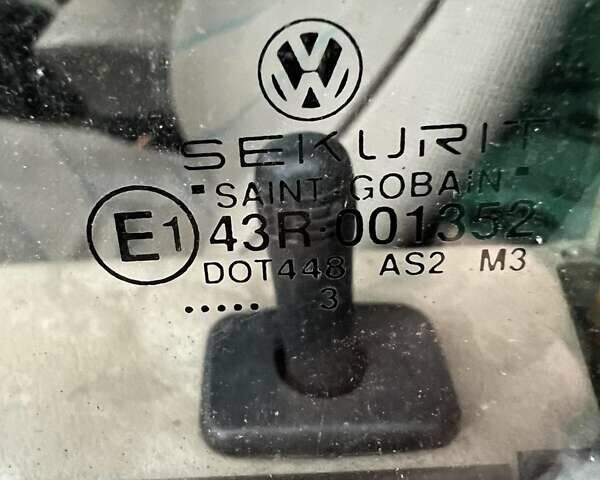 SEKURIT
"SAINT-GOBAIN"
E1 43R-001352
DOT448 AS2 M3
..... 3